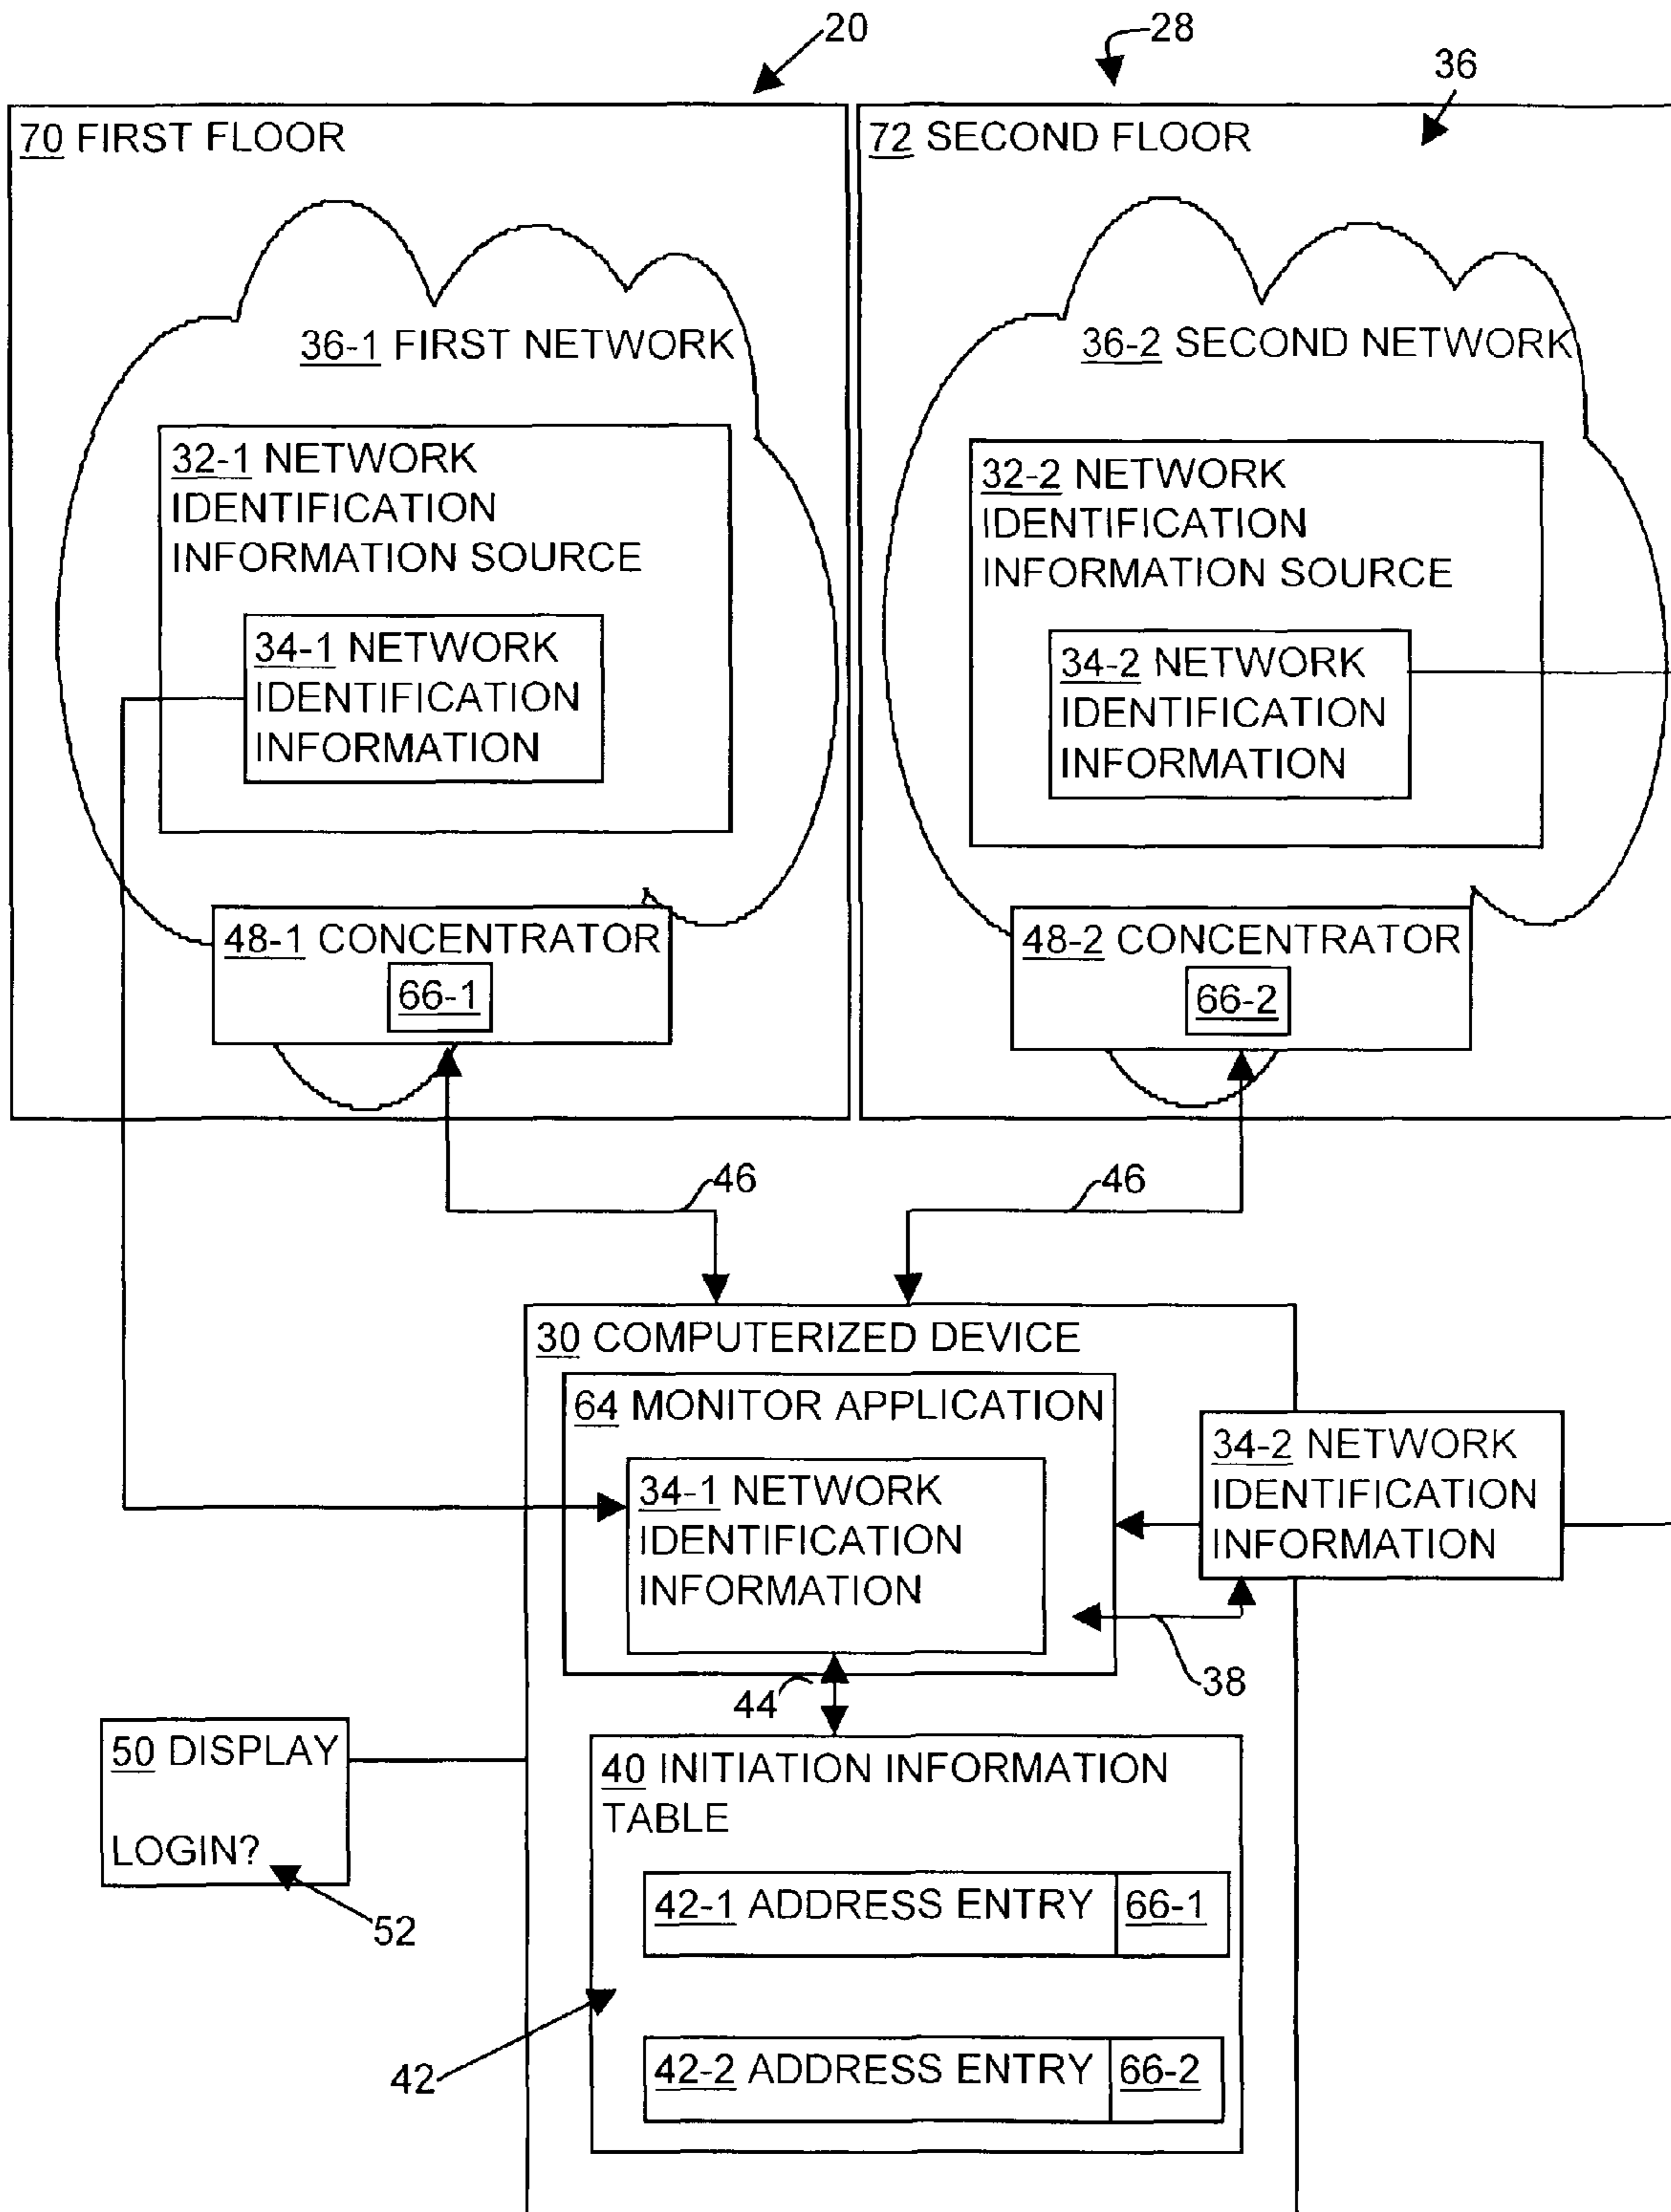 20
28
36
70 FIRST FLOOR
72 SECOND FLOOR
36-1 FIRST NETWORK
36-2 SECOND NETWORK
32-1 NETWORK
IDENTIFICATION
INFORMATION SOURCE
32-2 NETWORK
IDENTIFICATION
INFORMATION SOURCE
34-1 NETWORK
IDENTIFICATION
INFORMATION
34-2 NETWORK
IDENTIFICATION
INFORMATION
48-1 CONCENTRATOR
66-1
48-2 CONCENTRATOR
66-2
46
46
30 COMPUTERIZED DEVICE
64 MONITOR APPLICATION
34-1 NETWORK
IDENTIFICATION
INFORMATION
34-2 NETWORK
IDENTIFICATION
INFORMATION
38
44
50 DISPLAY
LOGIN?
52
40 INITIATION INFORMATION
TABLE
42-1 ADDRESS ENTRY 66-1
42
42-2 ADDRESS ENTRY 66-2